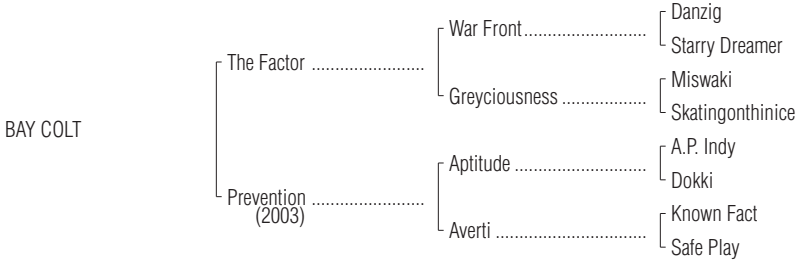 Danzig
War Front..........................
Starry Dreamer
The Factor ........................
Miswaki
Greyciousness ..................
Skatingonthinice
BAY COLT
A.P. Indy
Aptitude ............................
Dokki
Prevention ........................
(2003)
Known Fact
Averti ................................
Safe Play